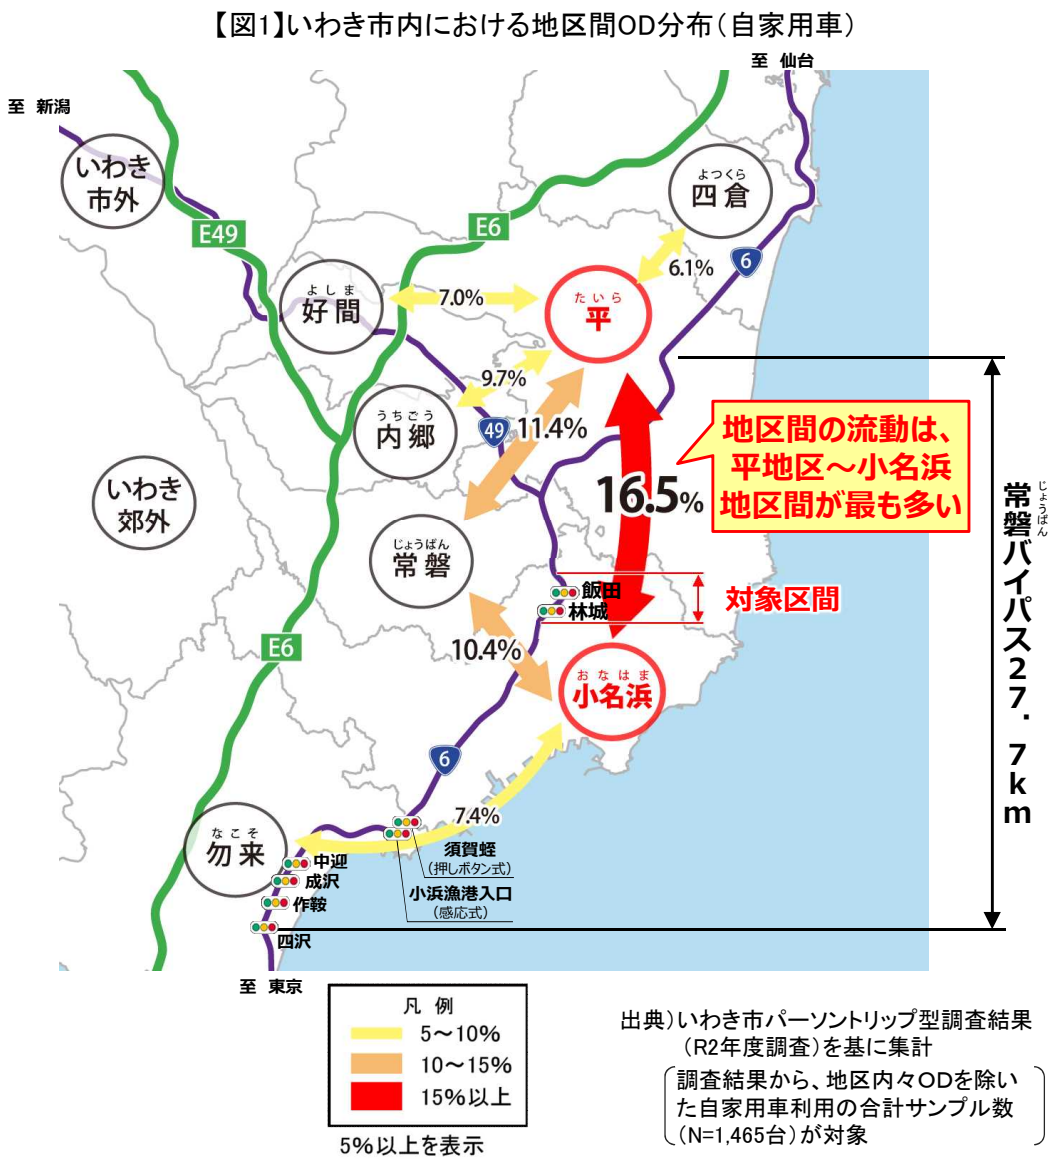 【図1】いわき市内における地区間OD分布（自家用車）
至 仙台
至 新潟
いわき
市外
よつくら
四倉
E49
E6
6
6.1%
よしま
好間
7.0%
たいら
平
9.7%
うちごう
内郷
49
11.4%
地区間の流動は、
平地区～小名浜
地区間が最も多い
いわき
郊外
16.5%
じょうばん
常磐バイパス27.7km
じょうばん
常磐
飯田
林城
対象区間
E6
10.4%
おなはま
小名浜
6
7.4%
なこそ
勿来
須賀蛭
（押しボタン式）
小浜漁港入口
（感応式）
中迎
成沢
作鞍
四沢
至 東京
凡例
5～10%
10～15%
15%以上
5%以上を表示
出典）いわき市パーソントリップ型調査結果
（R2年度調査）を基に集計
調査結果から、地区内々ODを除い
た自家用車利用の合計サンプル数
（N=1,465台）が対象